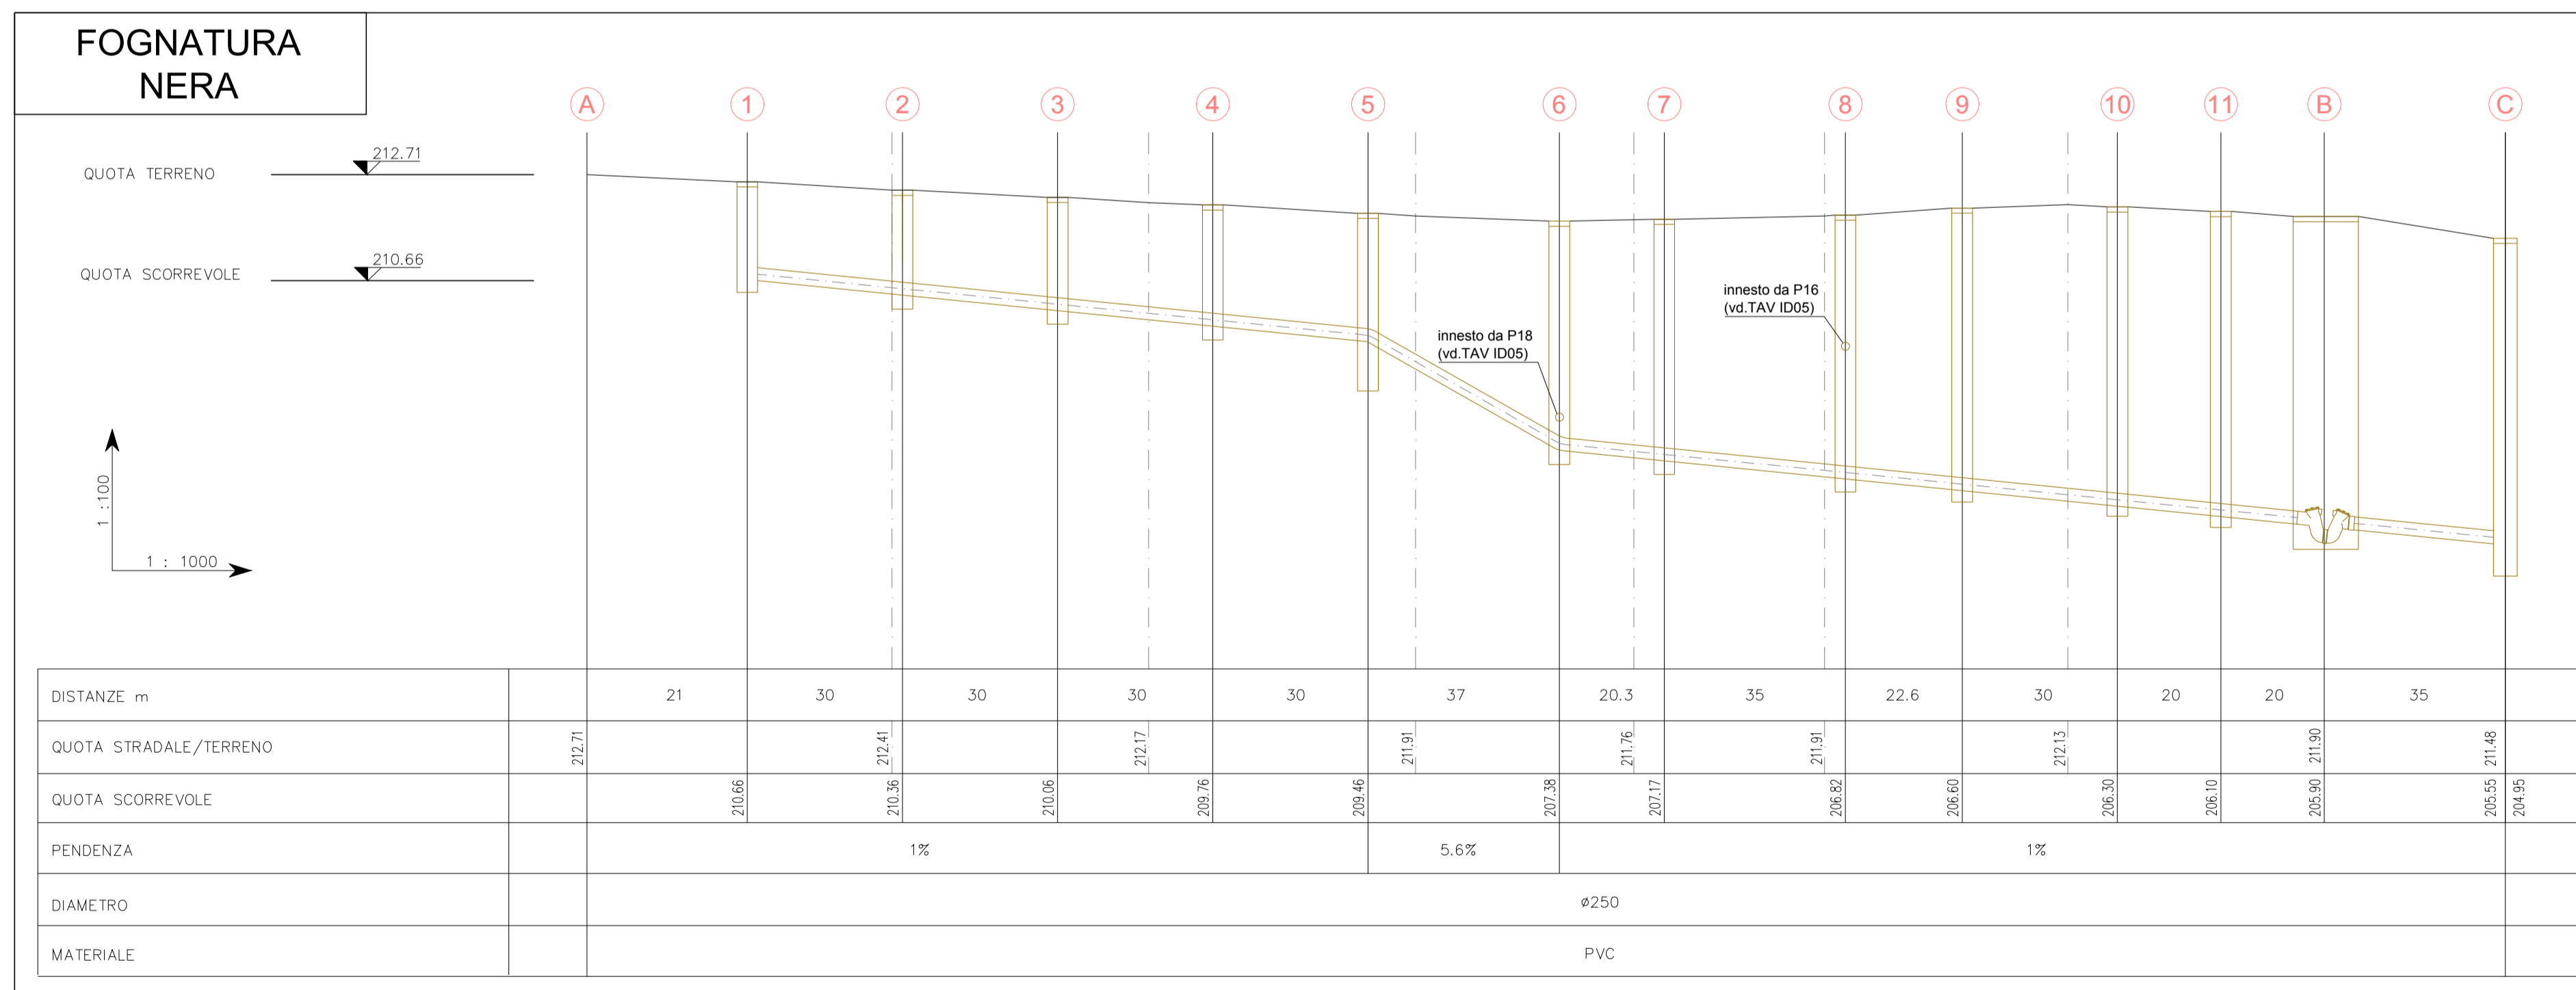 FOGNATURA
NERA
A 1 2 3 4 5 6 7 8 9 10 11 B C
QUOTA TERRENO 212.71
QUOTA SCORREVOLE 210.66
innesto da P16
(vd.TAV ID05)
innesto da P18
(vd.TAV ID05)
1 :100
1 : 1000
DISTANZE m 21 30 30 30 30 37 20.3 35 22.6 30 20 20 35
QUOTA STRADALE/TERRENO 212.71 212.41 212.17 211.91 211.76 211.91 212.13 211.90 211.48
QUOTA SCORREVOLE 210.66 210.36 210.06 209.76 209.46 207.38 207.17 206.82 206.60 206.30 206.10 205.90 205.55 204.95
PENDENZA 1% 5.6% 1%
DIAMETRO ø250
MATERIALE PVC